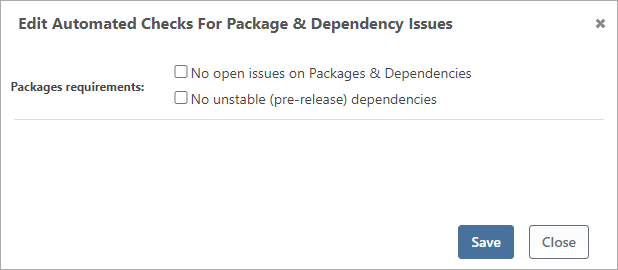 Edit Automated Checks For Package & Dependency Issues
Packages requirements:
No open issues on Packages & Dependencies
No unstable (pre-release) dependencies
Save Close